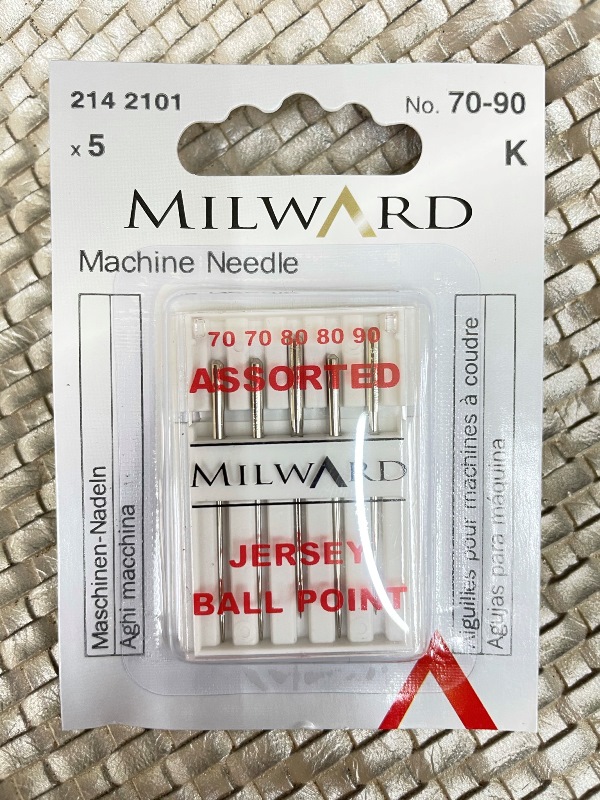 214 2101
No. 70-90
x 5
K
MILWARD
Machine Needle
70 70 80 80 90
ASSORTED
MILWARD
JERSEY
BALL POINT
Maschinen-Nadeln
Aghi macchina
Aiguilles pour machines à coudre
Agujas para máquina